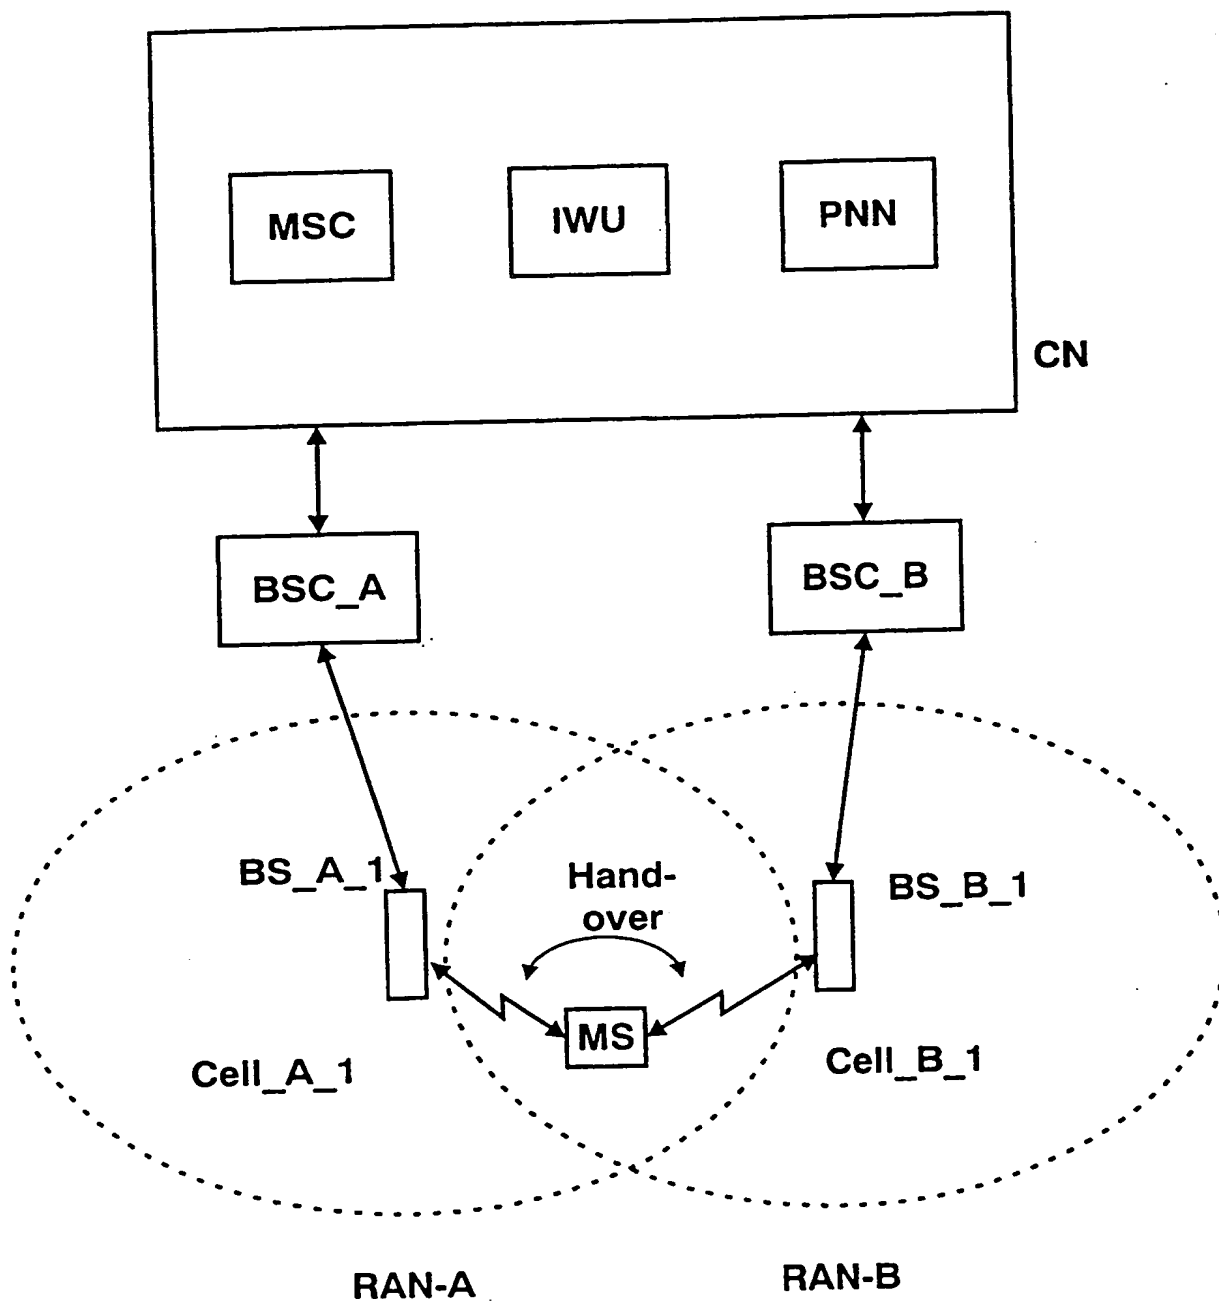 MSC
IWU
PNN
CN
BSC_A
BSC_B
BS_A_1
Hand-
over
BS_B_1
MS
Cell_A_1
Cell_B_1
RAN-A
RAN-B